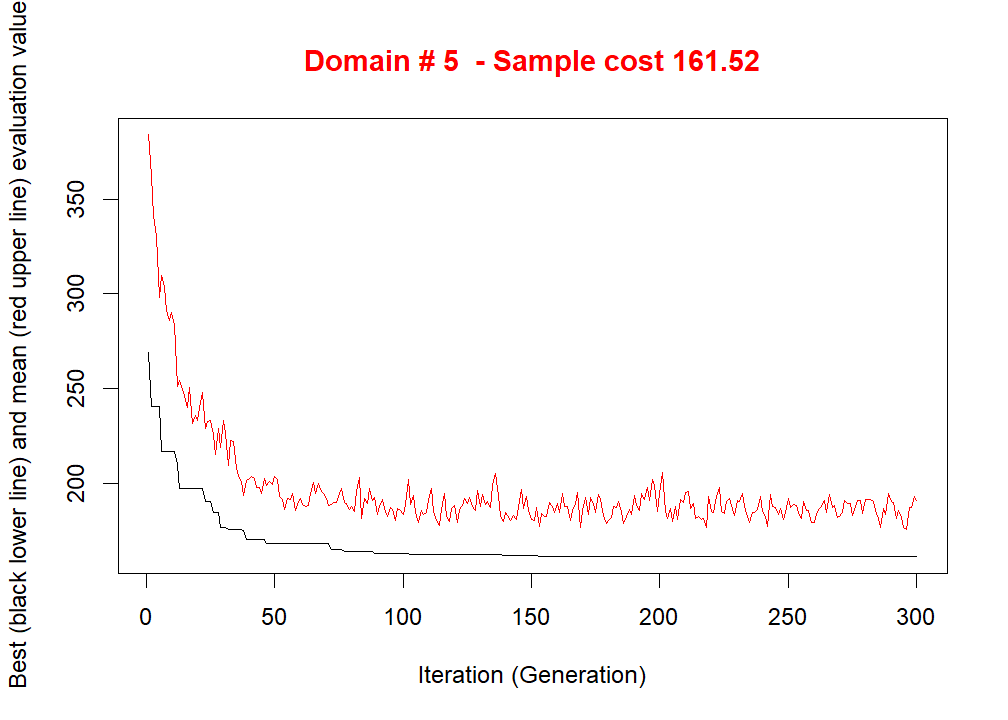 Domain # 5  - Sample cost 161.52
Best (black lower line) and mean (red upper line) evaluation value
350
300
250
200
0 50 100 150 200 250 300
Iteration (Generation)